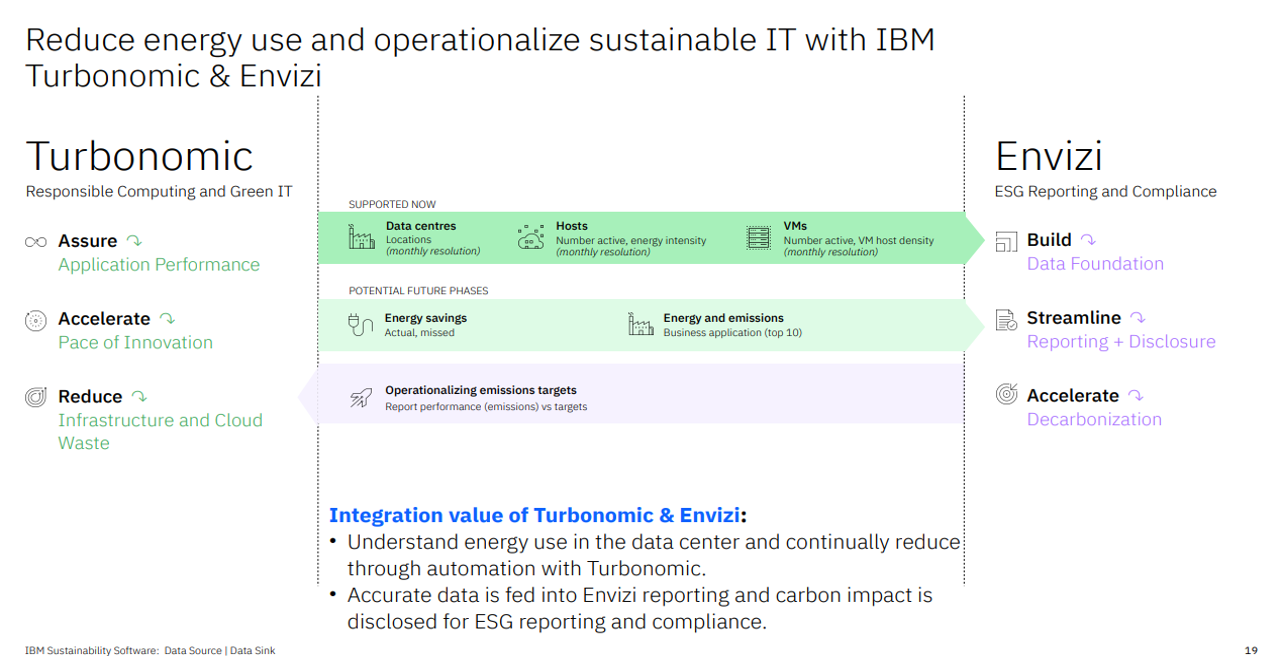 Reduce energy use and operationalize sustainable IT with IBM
Turbonomic & Envizi
Turbonomic
Responsible Computing and Green IT
Assure
Application Performance
Accelerate
Pace of Innovation
Reduce
Infrastructure and Cloud
Waste
SUPPORTED NOW
Data centres
Locations
(monthly resolution)
Hosts
Number active, energy intensity
(monthly resolution)
VMs
Number active, VM host density
(monthly resolution)
POTENTIAL FUTURE PHASES
Energy savings
Actual, missed
Energy and emissions
Business application (top 10)
Operationalizing emissions targets
Report performance (emissions) vs targets
Envizi
ESG Reporting and Compliance
Build
Data Foundation
Streamline
Reporting + Disclosure
Accelerate
Decarbonization
Integration value of Turbonomic & Envizi:
• Understand energy use in the data center and continually reduce
through automation with Turbonomic.
• Accurate data is fed into Envizi reporting and carbon impact is
disclosed for ESG reporting and compliance.
IBM Sustainability Software: Data Source | Data Sink
19